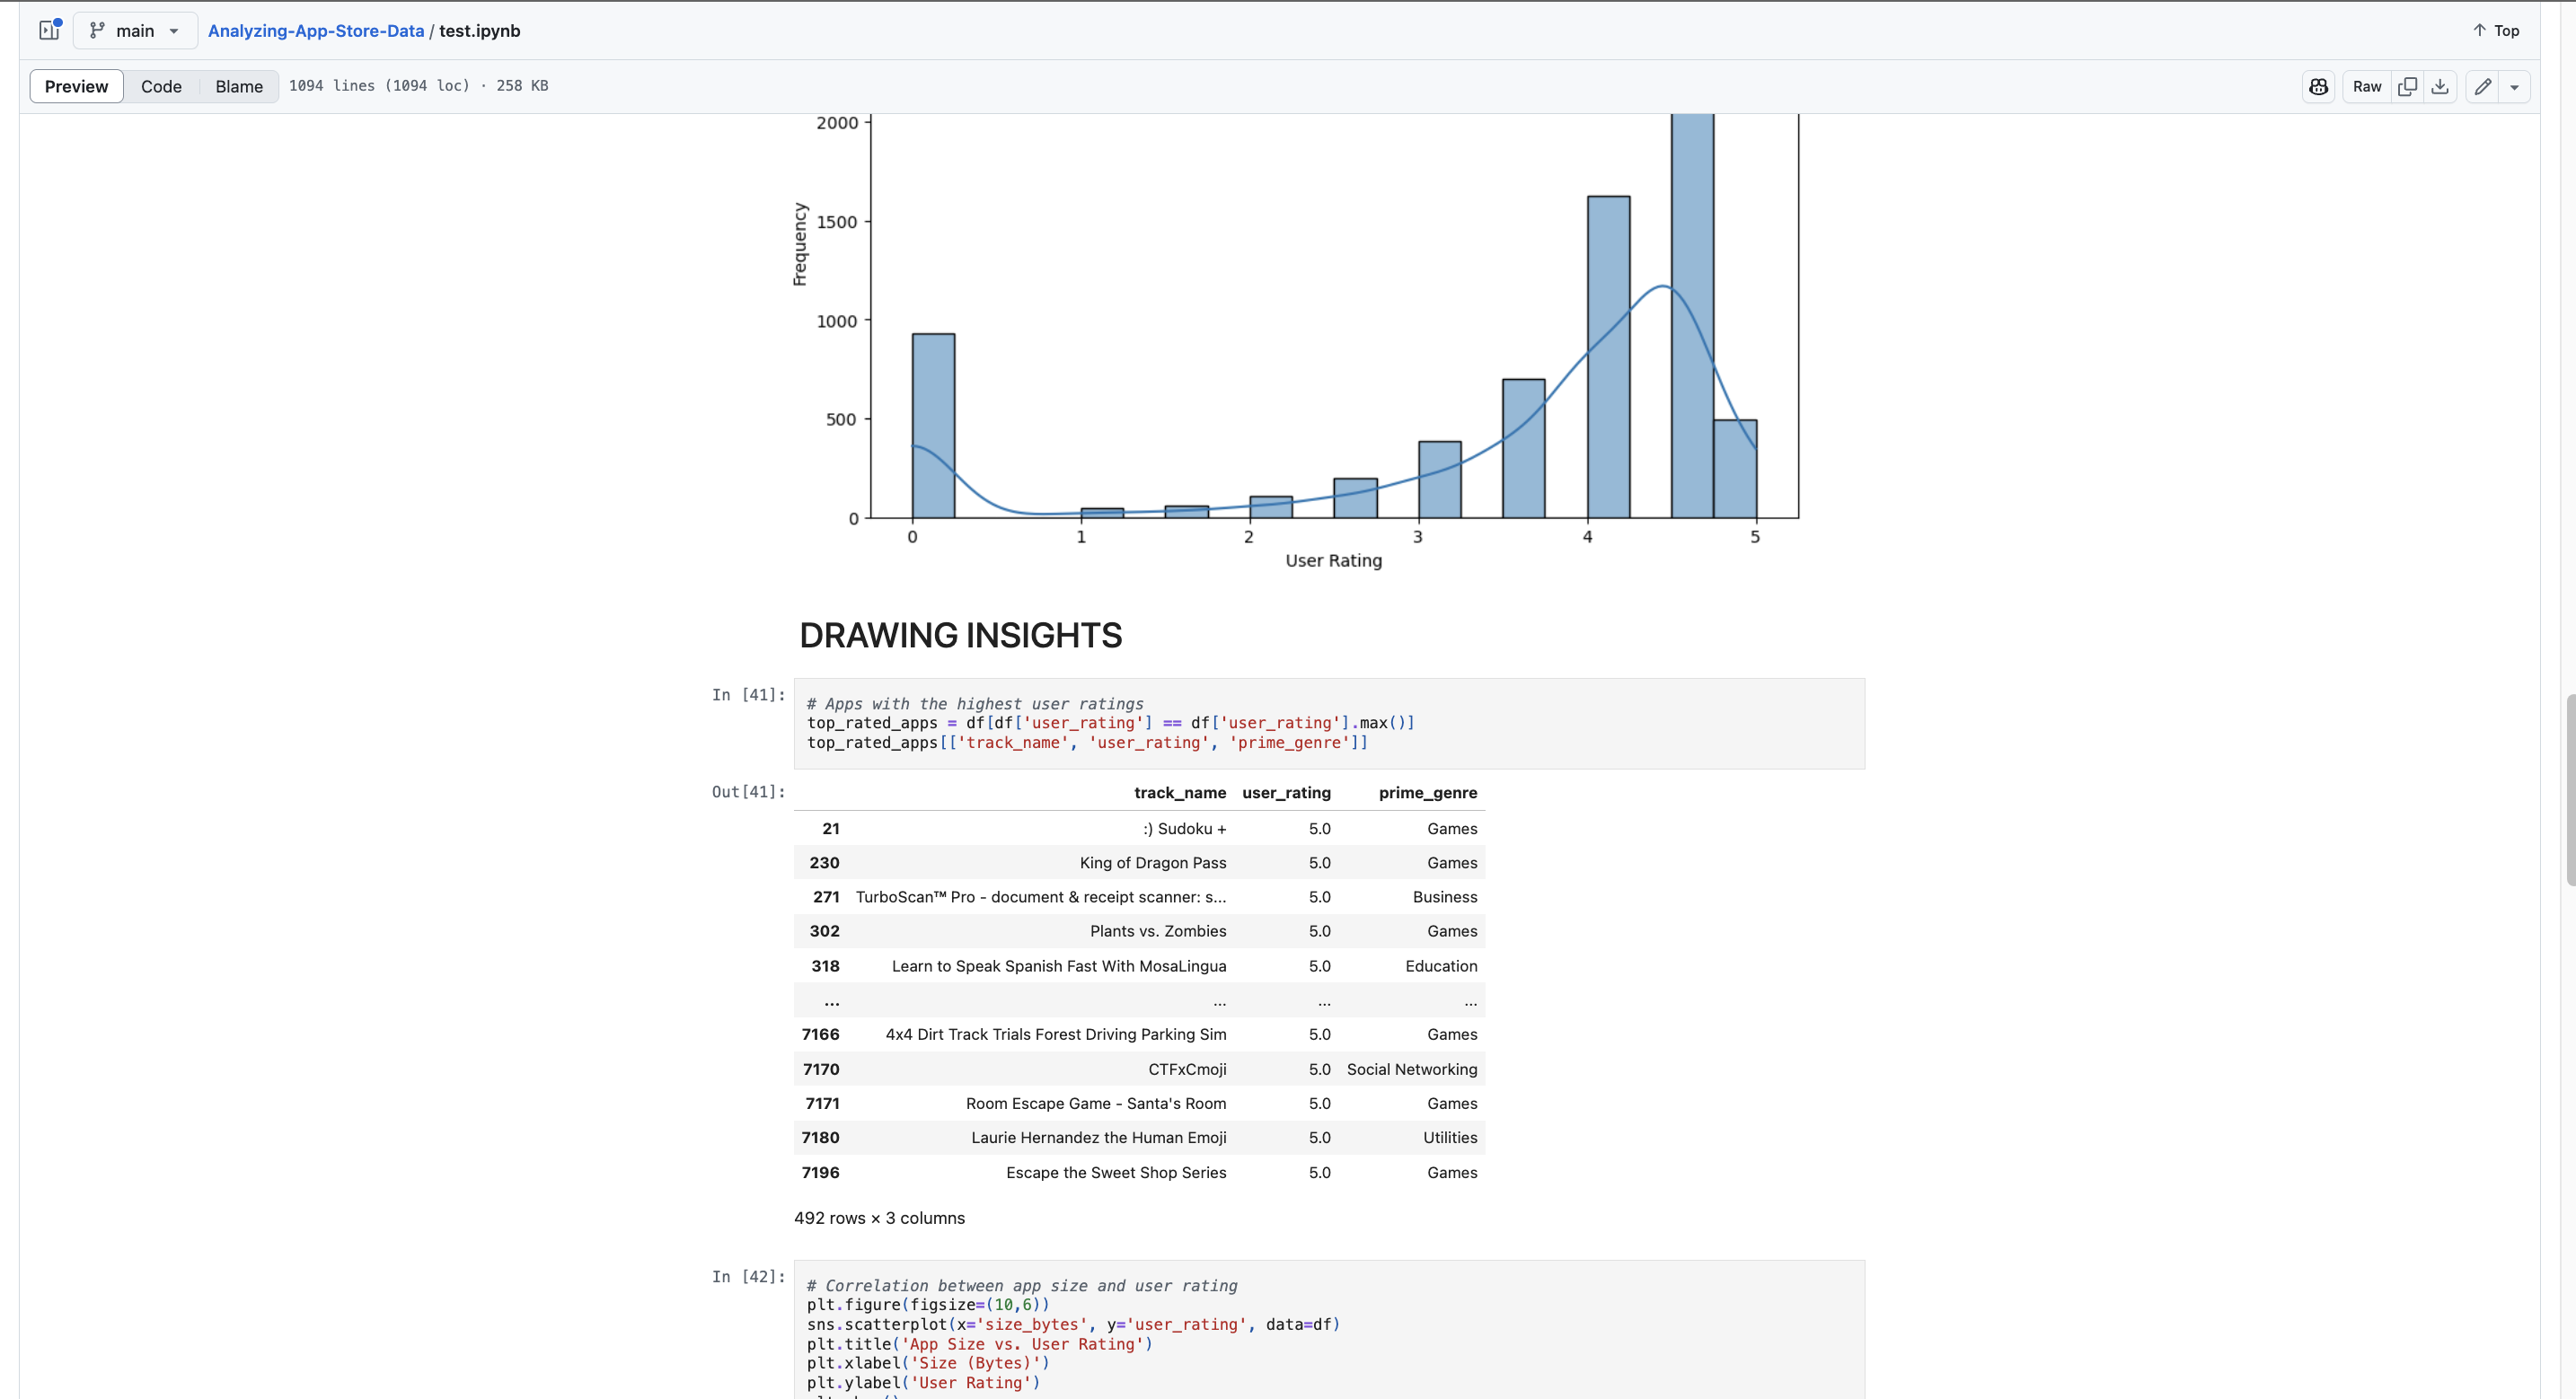 main
Analyzing-App-Store-Data / test.ipynb
Top
Preview
Code
Blame
1094 lines (1094 loc) · 258 KB
Raw
2000
1500
1000
500
0
Frequency
0 1 2 3 4 5
User Rating
DRAWING INSIGHTS
In [41]:
# Apps with the highest user ratings
top_rated_apps = df[df['user_rating'] == df['user_rating'].max()]
top_rated_apps[['track_name', 'user_rating', 'prime_genre']]
Out[41]:
track_name user_rating prime_genre
21 :) Sudoku + 5.0 Games
230 King of Dragon Pass 5.0 Games
271 TurboScan™ Pro - document & receipt scanner: s... 5.0 Business
302 Plants vs. Zombies 5.0 Games
318 Learn to Speak Spanish Fast With MosaLingua 5.0 Education
... ... ... ...
7166 4x4 Dirt Track Trials Forest Driving Parking Sim 5.0 Games
7170 CTFxCmoji 5.0 Social Networking
7171 Room Escape Game - Santa's Room 5.0 Games
7180 Laurie Hernandez the Human Emoji 5.0 Utilities
7196 Escape the Sweet Shop Series 5.0 Games
492 rows × 3 columns
In [42]:
# Correlation between app size and user rating
plt.figure(figsize=(10,6))
sns.scatterplot(x='size_bytes', y='user_rating', data=df)
plt.title('App Size vs. User Rating')
plt.xlabel('Size (Bytes)')
plt.ylabel('User Rating')